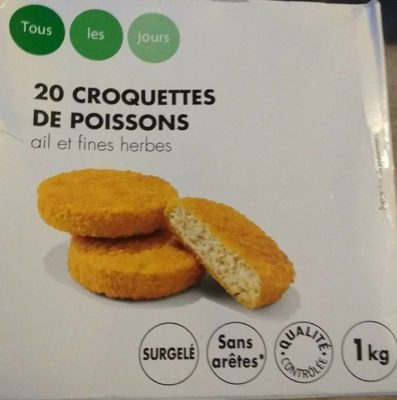 Tous
les
jours
20 CROQUETTES
DE POISSONS
ail et fines herbes
SURGELÉ
Sans
arêtes*
QUALITÉ
CONTRÔLÉE
1kg